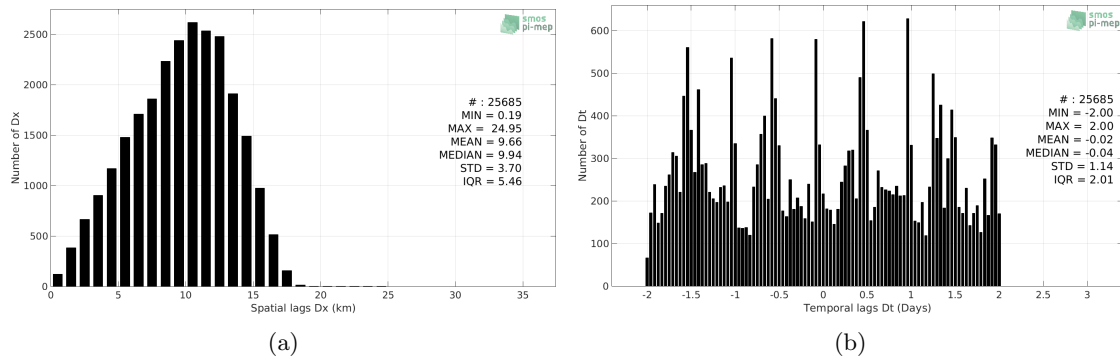 smos
pi-mep
2500
2000
1500
1000
500
0
Number of Dx
# : 25685
MIN = 0.19
MAX = 24.95
MEAN = 9.66
MEDIAN = 9.94
STD = 3.70
IQR = 5.46
0 5 10 15 20 25 30 35
Spatial lags Dx (km)
(a)
smos
pi-mep
600
500
400
300
200
100
0
Number of Dt
# : 25685
MIN = -2.00
MAX = 2.00
MEAN = -0.02
MEDIAN = -0.04
STD = 1.14
IQR = 2.01
-2 -1.5 -1 -0.5 0 0.5 1 1.5 2 2.5 3
Temporal lags Dt (Days)
(b)